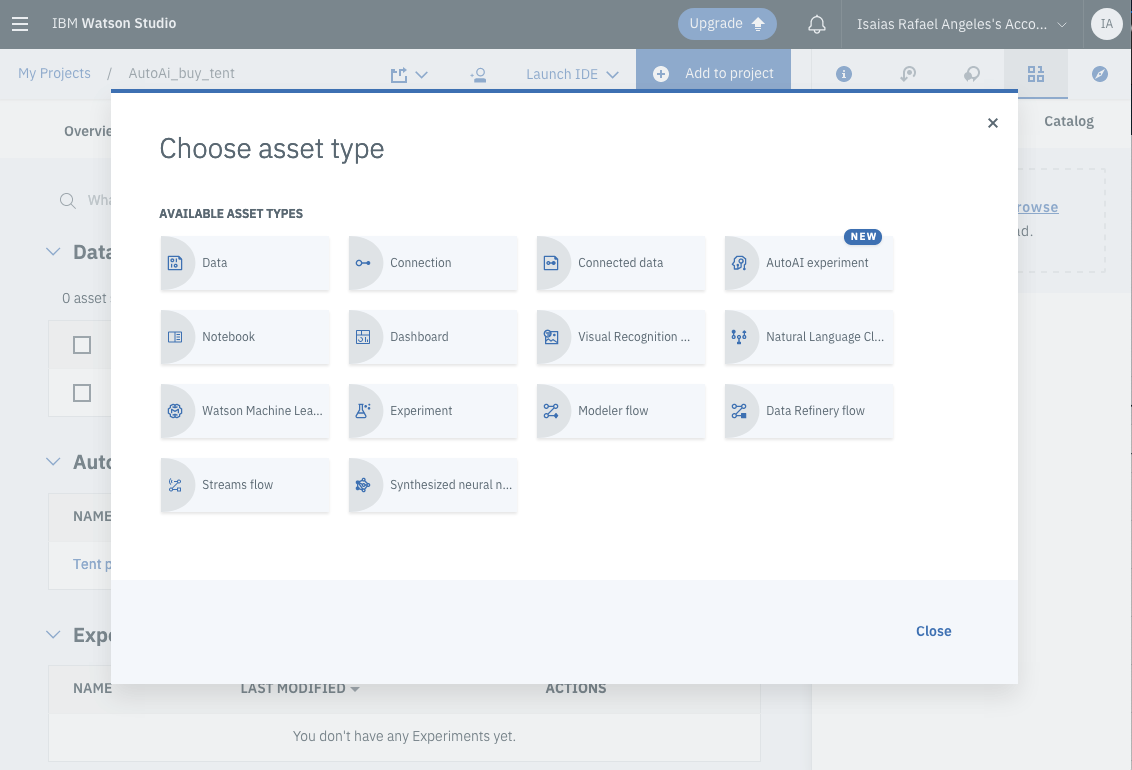 IBM Watson Studio
Upgrade
Isaias Rafael Angeles's Acco...
IA
My Projects / AutoAi_buy_tent
Launch IDE
Add to project
Overvie
Catalog
Choose asset type
Wha
AVAILABLE ASSET TYPES
rowse
Data
NEW
Data
Connection
Connected data
AutoAI experiment
0 asset
Notebook
Dashboard
Visual Recognition ...
Natural Language Cl...
Watson Machine Lea...
Experiment
Modeler flow
Data Refinery flow
Auto
Streams flow
Synthesized neural n...
NAME
Tent p
Expe
Close
NAME
LAST MODIFIED
ACTIONS
You don't have any Experiments yet.